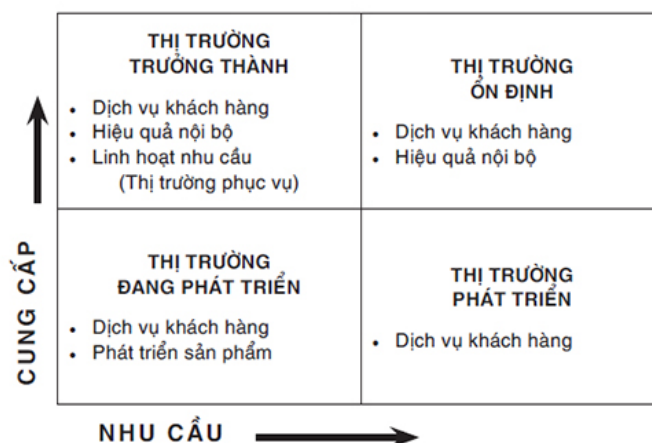 THỊ TRƯỜNG
TRƯỞNG THÀNH
• Dịch vụ khách hàng
• Hiệu quả nội bộ
• Linh hoạt nhu cầu
(Thị trường phục vụ)
THỊ TRƯỜNG
ỔN ĐỊNH
• Dịch vụ khách hàng
• Hiệu quả nội bộ
THỊ TRƯỜNG
ĐANG PHÁT TRIỂN
• Dịch vụ khách hàng
• Phát triển sản phẩm
THỊ TRƯỜNG
PHÁT TRIỂN
• Dịch vụ khách hàng
CUNG CẤP
NHU CẦU